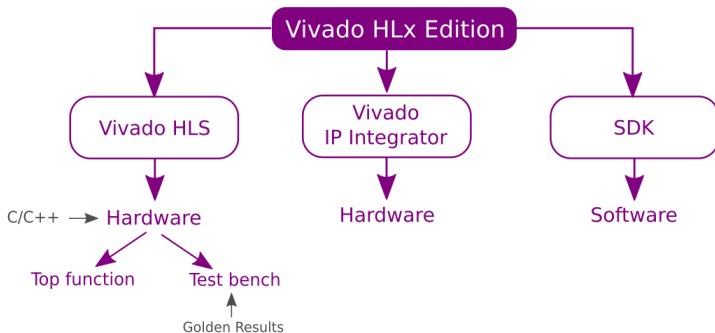 Vivado HLx Edition
Vivado HLS
Vivado
IP Integrator
SDK
C/C++
Hardware
Hardware
Software
Top function
Test bench
Golden Results